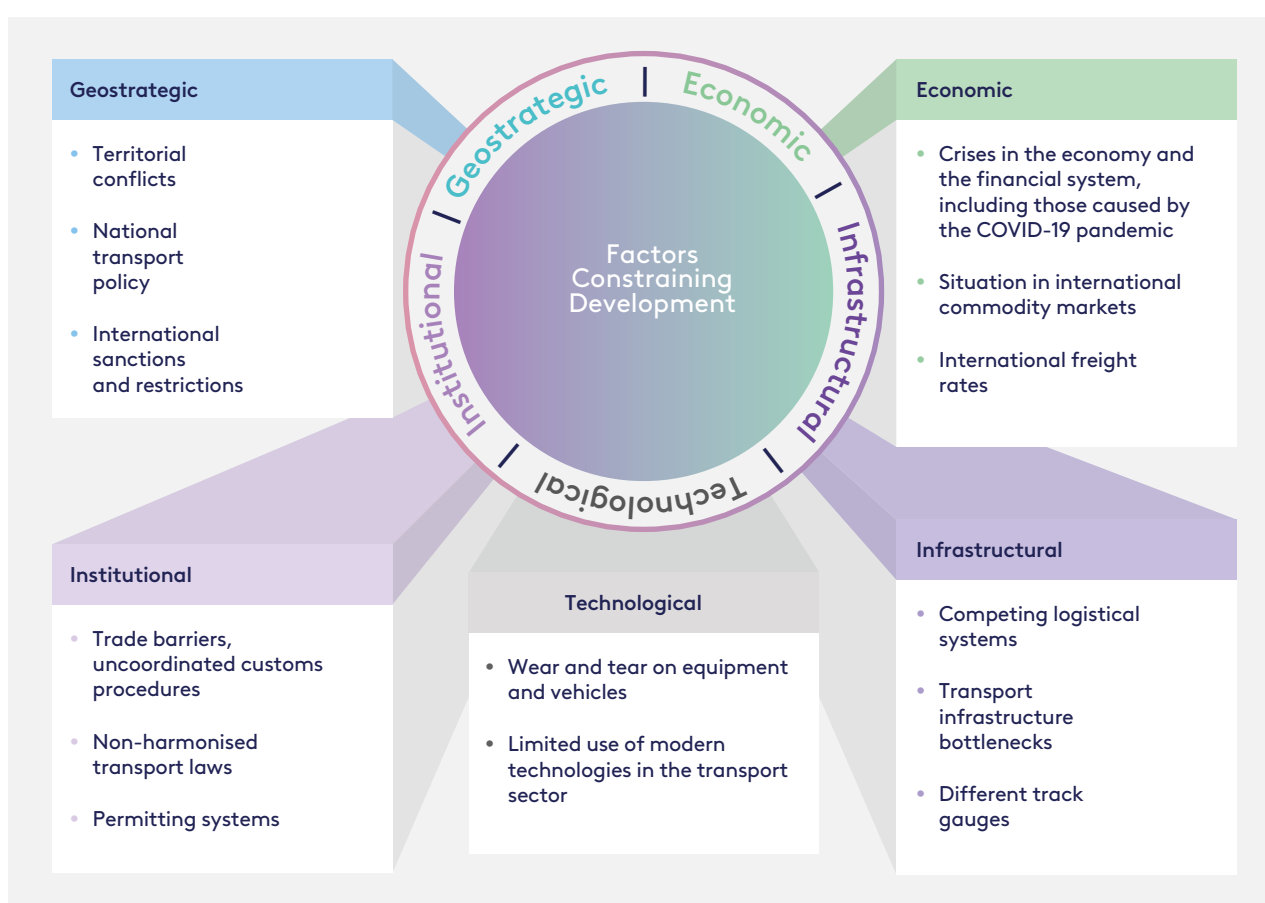 Geostrategic
Territorial
conflicts
National
transport
policy
International
sanctions
and restrictions
Geostrategic
Economic
Infrastructural
Technological
Institutional
Factors
Constraining
Development
Economic
Crises in the economy and
the financial system,
including those caused by
the COVID-19 pandemic
Situation in international
commodity markets
International freight
rates
Institutional
Trade barriers,
uncoordinated customs
procedures
Non-harmonised
transport laws
Permitting systems
Technological
Wear and tear on equipment
and vehicles
Limited use of modern
technologies in the transport
sector
Infrastructural
Competing logistical
systems
Transport
infrastructure
bottlenecks
Different track
gauges